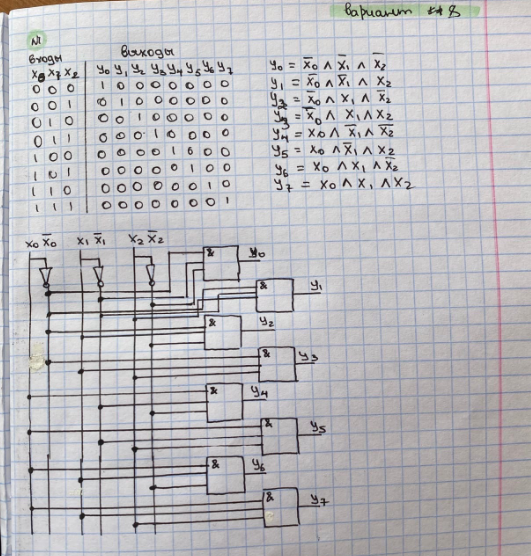 вариант 8
N1
входы
выходы
x0 x1 x2 y0 y1 y2 y3 y4 y5 y6 y7
0 0 0 1 0 0 0 0 0 0 0
0 0 1 0 1 0 0 0 0 0 0
0 1 0 0 0 1 0 0 0 0 0
0 1 1 0 0 0 1 0 0 0 0
1 0 0 0 0 0 0 1 0 0 0
1 0 1 0 0 0 0 0 1 0 0
1 1 0 0 0 0 0 0 0 1 0
1 1 1 0 0 0 0 0 0 0 1
y0 = x̄0 ∧ x̄1 ∧ x̄2
y1 = x̄0 ∧ x̄1 ∧ x2
y2 = x̄0 ∧ x1 ∧ x̄2
y3 = x̄0 ∧ x1 ∧ x2
y4 = x0 ∧ x̄1 ∧ x̄2
y5 = x0 ∧ x̄1 ∧ x2
y6 = x0 ∧ x1 ∧ x̄2
y7 = x0 ∧ x1 ∧ x2
x0 x̄0 x1 x̄1 x2 x̄2
& y0
& y1
& y2
& y3
& y4
& y5
& y6
& y7